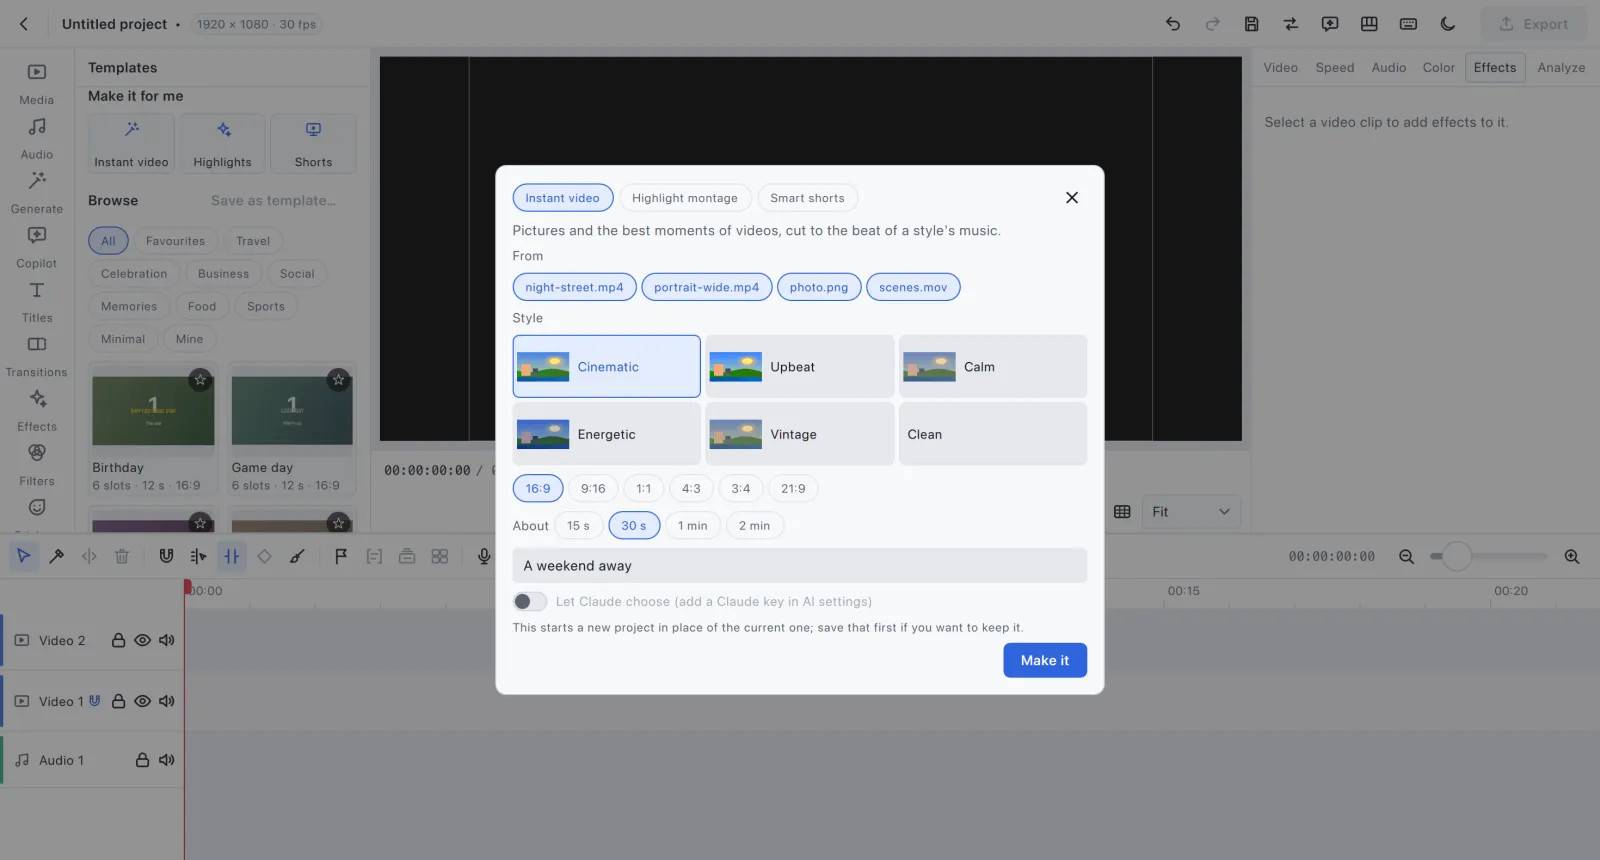 Untitled project • 1920 × 1080 · 30 fps
Export
Media
Audio
Generate
Copilot
Titles
Transitions
Effects
Filters
Templates
Make it for me
Instant video Highlights Shorts
Browse Save as template...
All Favourites Travel
Celebration Business Social
Memories Food Sports
Minimal Mine
1
1
Birthday
6 slots · 12 s · 16:9
Game day
6 slots · 12 s · 16:9
Video Speed Audio Color Effects Analyze
Select a video clip to add effects to it.
Instant video Highlight montage Smart shorts
Pictures and the best moments of videos, cut to the beat of a style's music.
From
night-street.mp4 portrait-wide.mp4 photo.png scenes.mov
Style
Cinematic Upbeat Calm
Energetic Vintage Clean
16:9 9:16 1:1 4:3 3:4 21:9
About 15 s 30 s 1 min 2 min
A weekend away
Let Claude choose (add a Claude key in AI settings)
This starts a new project in place of the current one; save that first if you want to keep it.
Make it
00:00:00:00 /
Fit
00:00:00:00
00:00 00:15 00:20
Video 2
Video 1
Audio 1